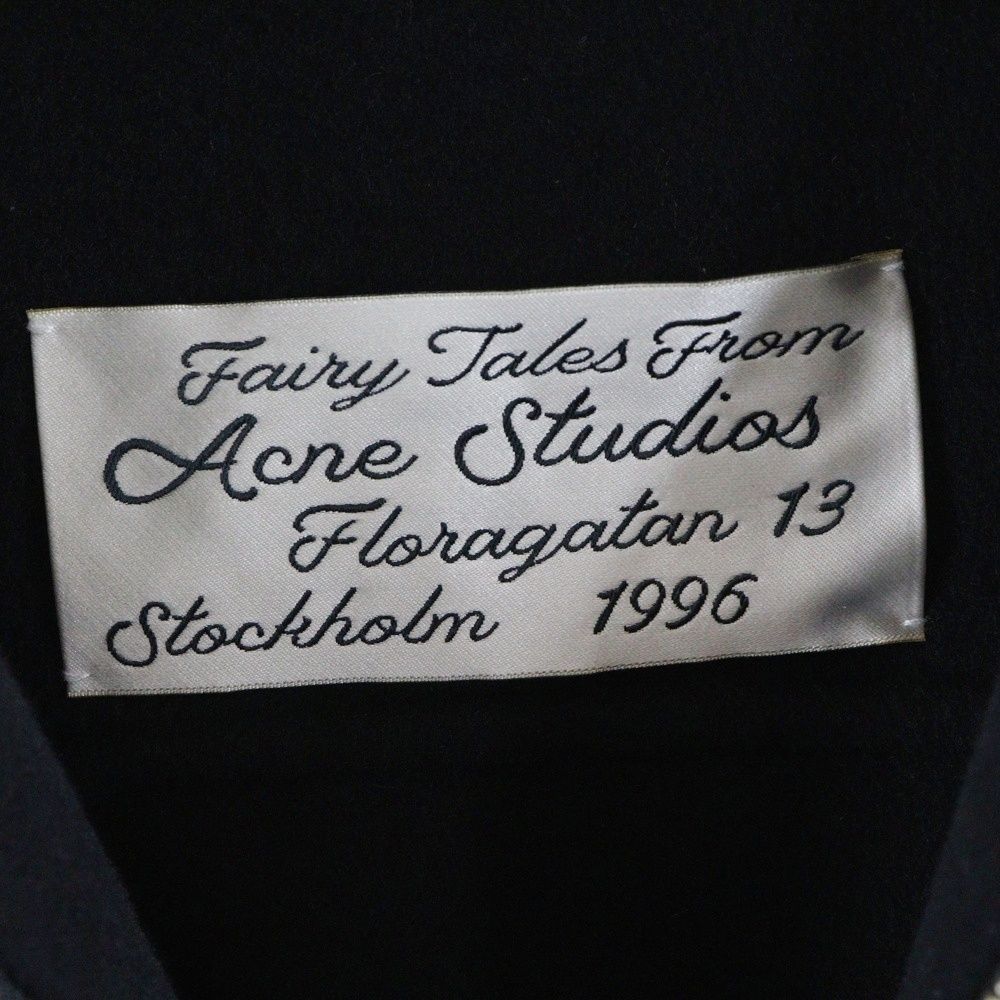 Fairy Tales From
Acne Studios
Floragatan 13
Stockholm 1996